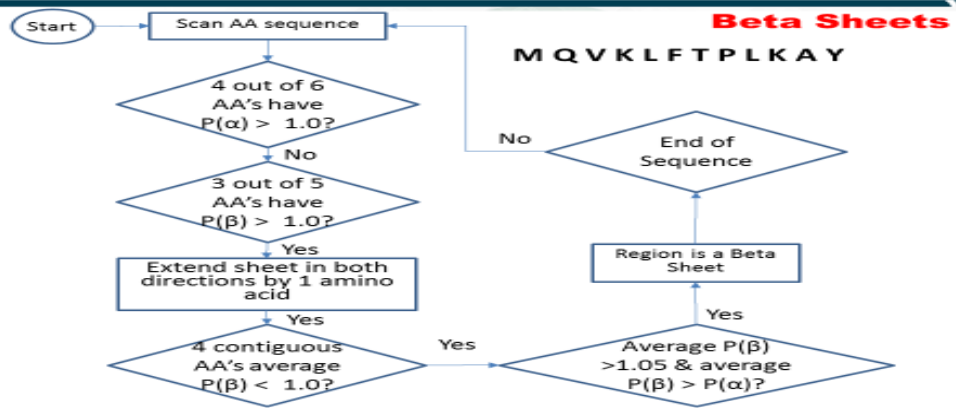 Beta Sheets
M Q V K L F T P L K A Y
Start
Scan AA sequence
4 out of 6
AA's have
P(α) > 1.0?
No
3 out of 5
AA's have
P(β) > 1.0?
Yes
Extend sheet in both
directions by 1 amino
acid
Yes
4 contiguous
AA's average
P(β) < 1.0?
Yes
Average P(β)
>1.05 & average
P(β) > P(α)?
Yes
Region is a Beta
Sheet
End of
Sequence
No